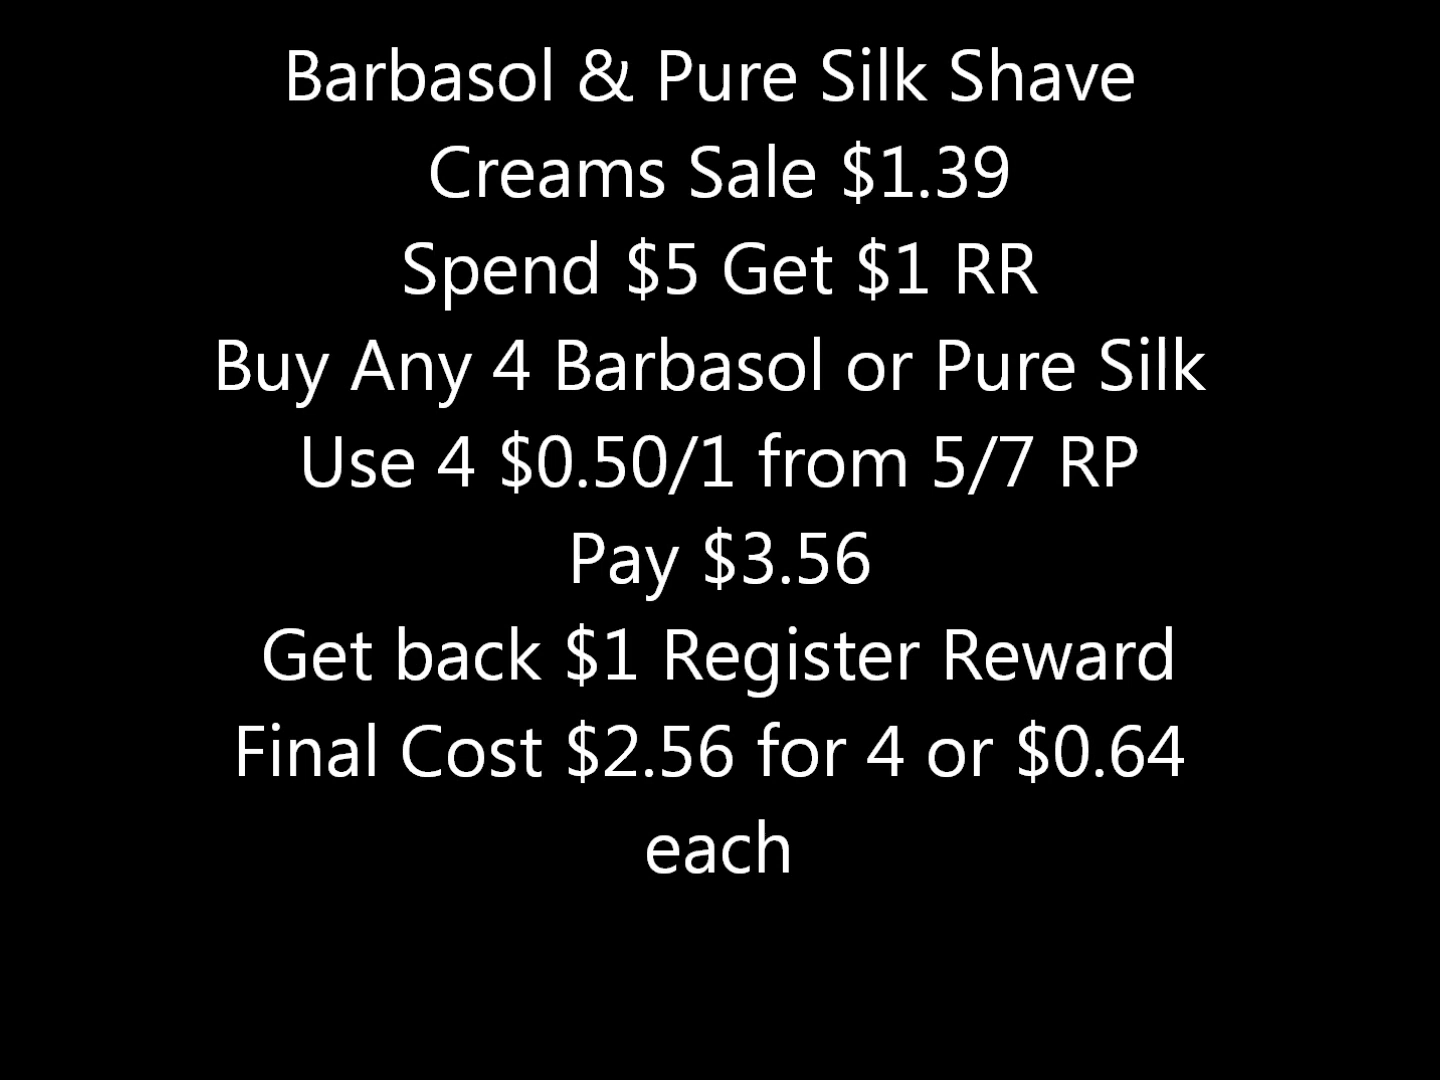 Barbasol & Pure Silk Shave
Creams Sale $1.39
Spend $5 Get $1 RR
Buy Any 4 Barbasol or Pure Silk
Use 4 $0.50/1 from 5/7 RP
Pay $3.56
Get back $1 Register Reward
Final Cost $2.56 for 4 or $0.64
each